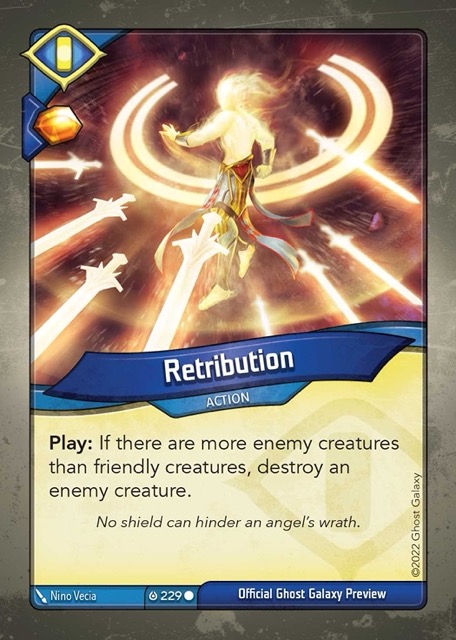 Retribution
ACTION
Play: If there are more enemy creatures
than friendly creatures, destroy an
enemy creature.
No shield can hinder an angel's wrath.
©2022 Ghost Galaxy
Nino Vecia
229
Official Ghost Galaxy Preview